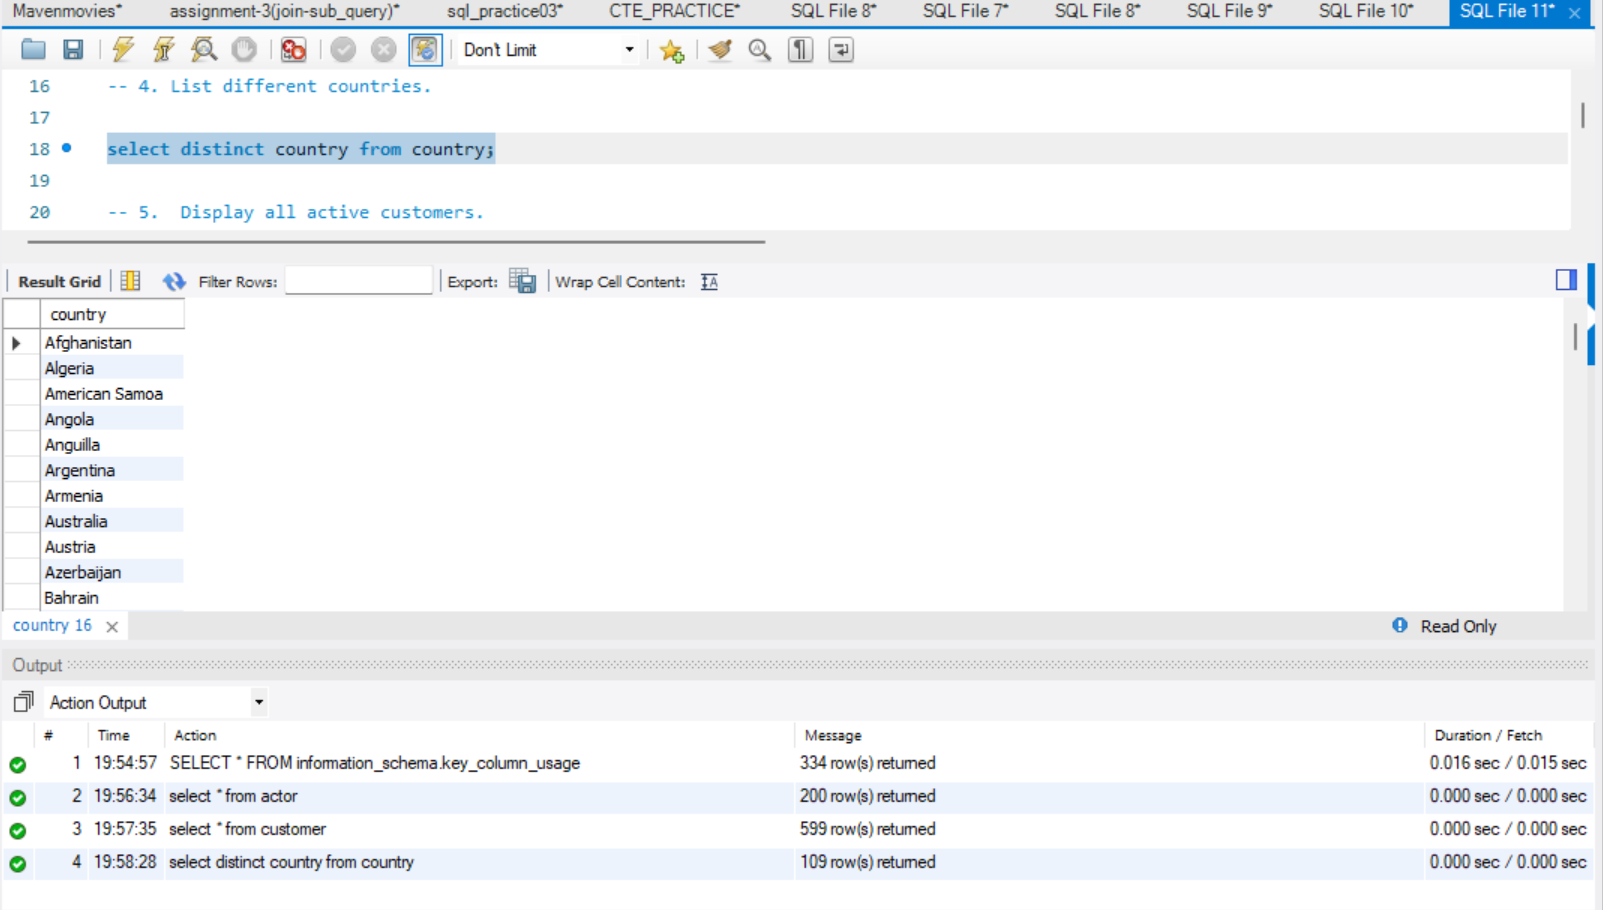 Mavenmovies* assignment-3(join-sub_query)* sql_practice03* CTE_PRACTICE* SQL File 8* SQL File 7* SQL File 8* SQL File 9* SQL File 10* SQL File 11*
Don't Limit
16 -- 4. List different countries.
17
18 select distinct country from country;
19
20 -- 5.  Display all active customers.
Result Grid Filter Rows: Export: Wrap Cell Content:
country
Afghanistan
Algeria
American Samoa
Angola
Anguilla
Argentina
Armenia
Australia
Austria
Azerbaijan
Bahrain
country 16 Read Only
Output
Action Output
# Time Action Message Duration / Fetch
1 19:54:57 SELECT * FROM information_schema.key_column_usage 334 row(s) returned 0.016 sec / 0.015 sec
2 19:56:34 select * from actor 200 row(s) returned 0.000 sec / 0.000 sec
3 19:57:35 select * from customer 599 row(s) returned 0.000 sec / 0.000 sec
4 19:58:28 select distinct country from country 109 row(s) returned 0.000 sec / 0.000 sec